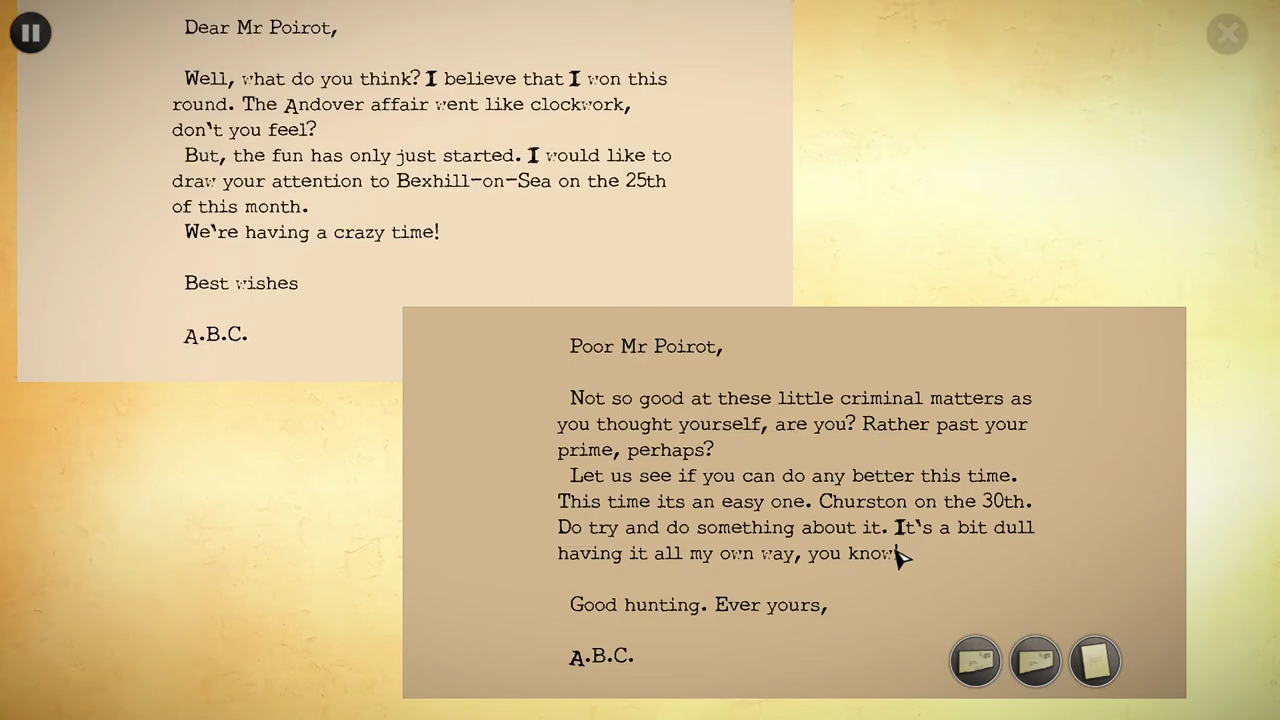 Dear Mr Poirot,
Well, what do you think? I believe that I won this
round. The Andover affair went like clockwork,
don't you feel?
But, the fun has only just started. I would like to
draw your attention to Bexhill-on-Sea on the 25th
of this month.
We're having a crazy time!
Best wishes
A.B.C.
Poor Mr Poirot,
Not so good at these little criminal matters as
you thought yourself, are you? Rather past your
prime, perhaps?
Let us see if you can do any better this time.
This time its an easy one. Churston on the 30th.
Do try and do something about it. It's a bit dull
having it all my own way, you know!
Good hunting. Ever yours,
A.B.C.